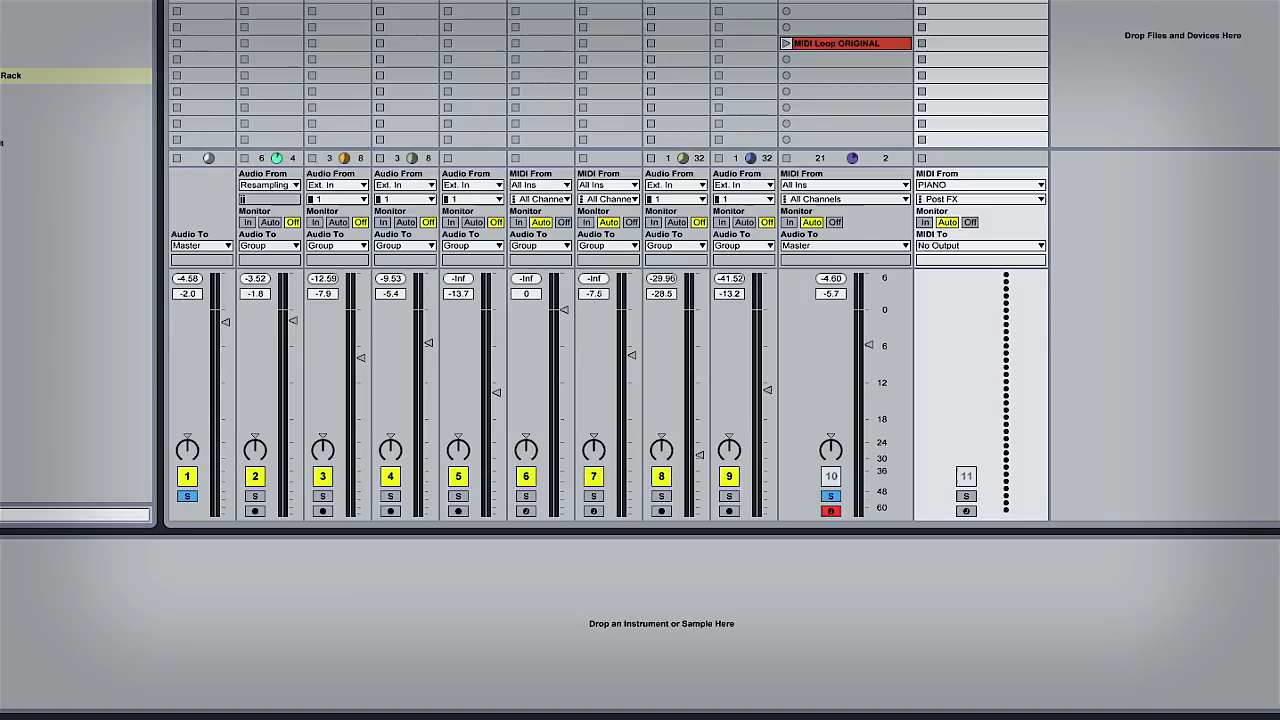 Drop Files and Devices Here
MIDI Loop ORIGINAL
Rack
6 4 3 8 3 8 1 32 1 32 21 2
Audio From Audio From Audio From Audio From MIDI From MIDI From Audio From Audio From MIDI From MIDI From
Resampling Ext. In Ext. In Ext. In All Ins All Ins Ext. In Ext. In All Ins PIANO
1 1 1 All Channe All Channe 1 1 All Channels Post FX
Monitor Monitor Monitor Monitor Monitor Monitor Monitor Monitor Monitor Monitor
In Auto Off In Auto Off In Auto Off In Auto Off In Auto Off In Auto Off In Auto Off In Auto Off In Auto Off In Auto Off
Audio To Audio To Audio To Audio To Audio To Audio To Audio To Audio To Audio To Audio To MIDI To
Master Group Group Group Group Group Group Group Group Master No Output
-4.58 -3.52 -12.59 -9.53 -Inf -Inf -Inf -29.96 -41.52 -4.60 6
-2.0 -1.8 -7.9 -5.4 -13.7 0 -7.5 -28.5 -13.2 -5.7
0
6
12
18
24
30
36
1 2 3 4 5 6 7 8 9 10 11
48
S S S
60
Drop an Instrument or Sample Here